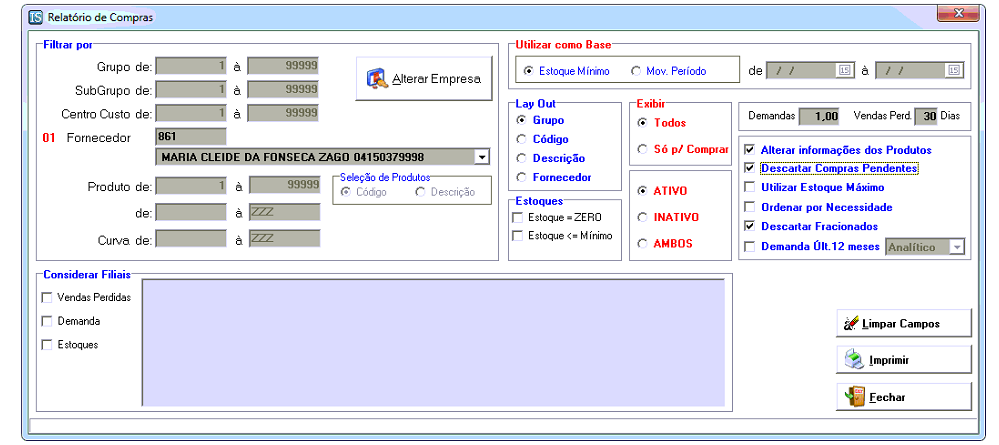 IS Relatório de Compras
Filtrar por
Grupo de: 1 à 99999
SubGrupo de: 1 à 99999
Centro Custo de: 1 à 99999
01 Fornecedor 861
MARIA CLEIDE DA FONSECA ZAGO 04150379998
Produto de: 1 à 99999
de: à ZZZ
Curva de: à ZZZ
Alterar Empresa
Seleção de Produtos
Código Descrição
Utilizar como Base
Estoque Mínimo Mov. Período
de / / 15 à / / 15
Lay Out
Grupo
Código
Descrição
Fornecedor
Estoques
Estoque = ZERO
Estoque <= Mínimo
Exibir
Todos
Só p/ Comprar
ATIVO
INATIVO
AMBOS
Demandas 1,00 Vendas Perd. 30 Dias
Alterar informações dos Produtos
Descartar Compras Pendentes
Utilizar Estoque Máximo
Ordenar por Necessidade
Descartar Fracionados
Demanda Últ.12 meses Analítico
Considerar Filiais
Vendas Perdidas
Demanda
Estoques
Limpar Campos
Imprimir
Fechar